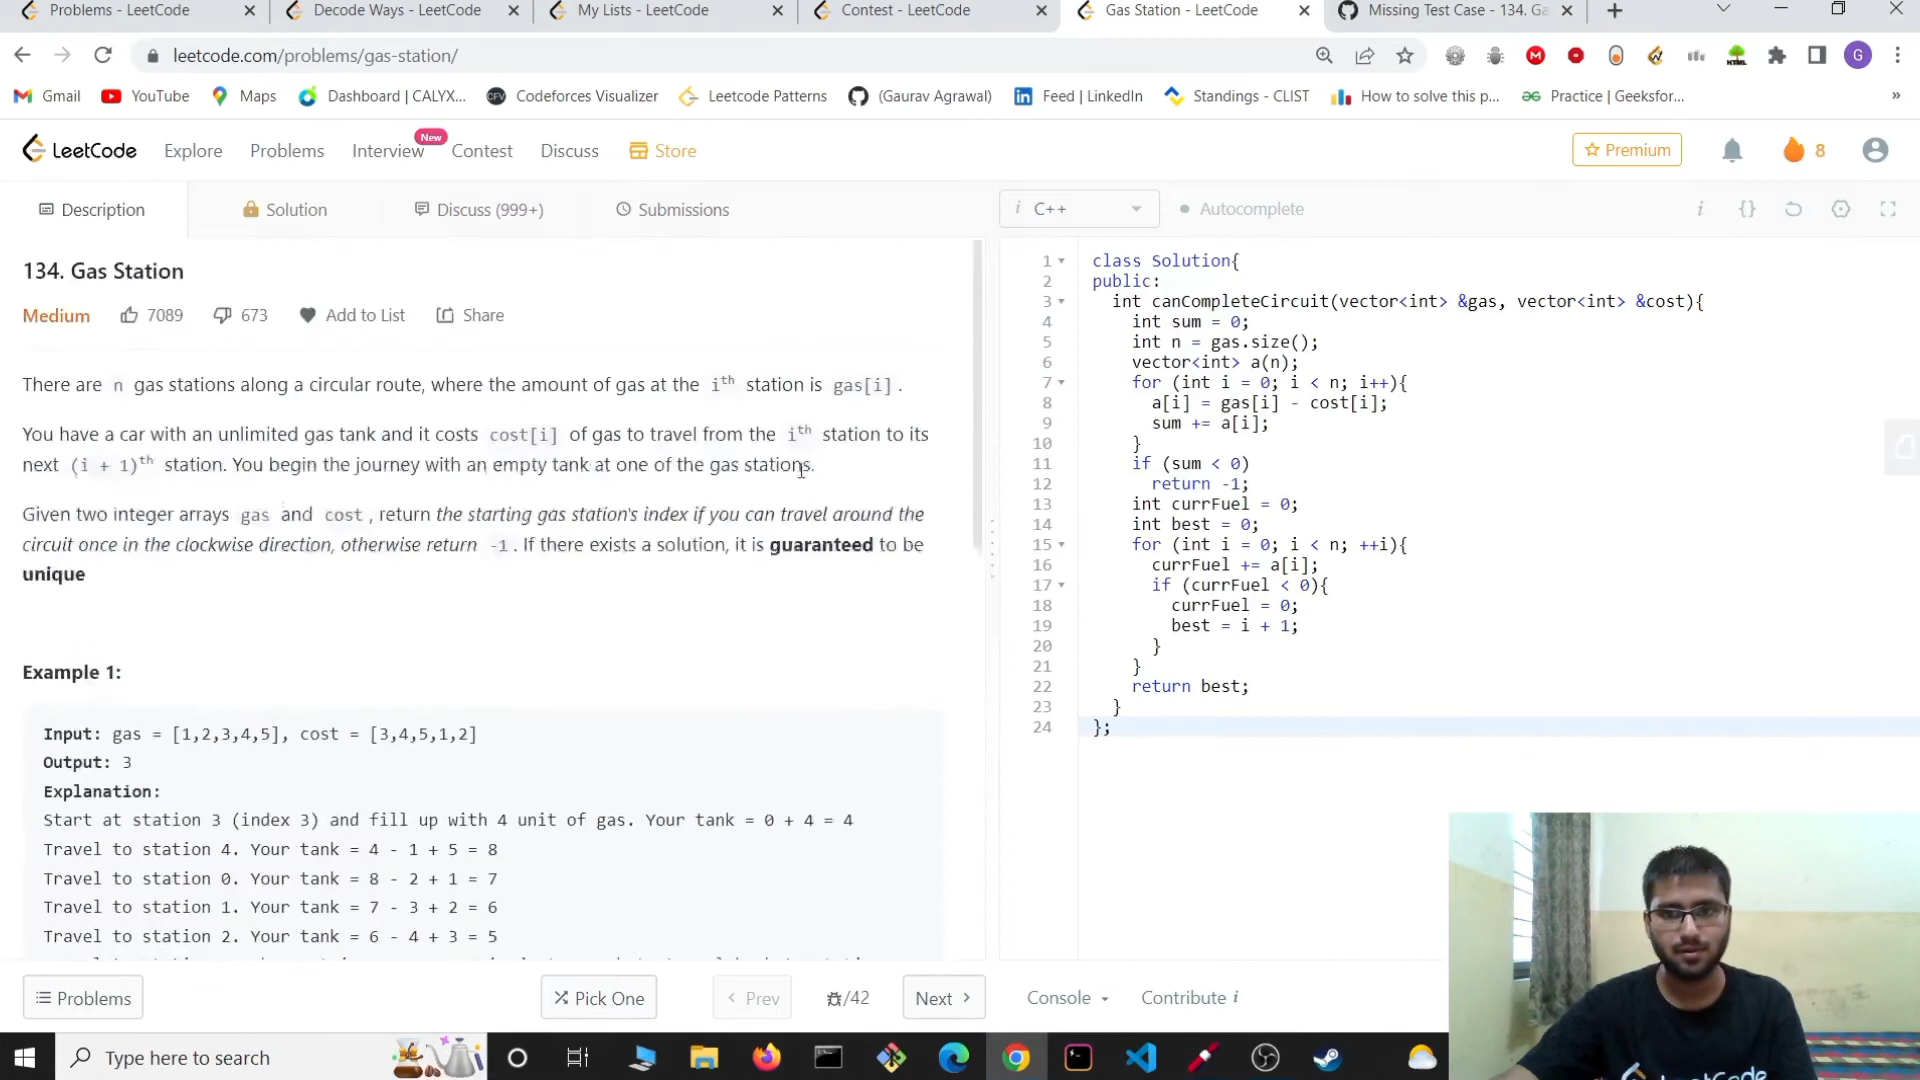 Problems - LeetCode
Decode Ways - LeetCode
My Lists - LeetCode
Contest - LeetCode
Gas Station - LeetCode
Missing Test Case - 134. Ga
leetcode.com/problems/gas-station/
G
Gmail
YouTube
Maps
Dashboard | CALYX...
Codeforces Visualizer
Leetcode Patterns
(Gaurav Agrawal)
Feed | LinkedIn
Standings - CLIST
How to solve this p...
Practice | Geeksfor...
»
LeetCode
Explore
Problems
Interview
New
Contest
Discuss
Store
Premium
8
Description
Solution
Discuss (999+)
Submissions
i C++
Autocomplete
i {}
134. Gas Station
Medium 7089 673 Add to List Share
There are n gas stations along a circular route, where the amount of gas at the ith station is gas[i].
You have a car with an unlimited gas tank and it costs cost[i] of gas to travel from the ith station to its
next (i + 1)th station. You begin the journey with an empty tank at one of the gas stations.
Given two integer arrays gas and cost, return the starting gas station's index if you can travel around the
circuit once in the clockwise direction, otherwise return -1. If there exists a solution, it is guaranteed to be
unique
Example 1:
Input: gas = [1,2,3,4,5], cost = [3,4,5,1,2]
Output: 3
Explanation:
Start at station 3 (index 3) and fill up with 4 unit of gas. Your tank = 0 + 4 = 4
Travel to station 4. Your tank = 4 - 1 + 5 = 8
Travel to station 0. Your tank = 8 - 2 + 1 = 7
Travel to station 1. Your tank = 7 - 3 + 2 = 6
Travel to station 2. Your tank = 6 - 4 + 3 = 5
1 class Solution{
2 public:
3 int canCompleteCircuit(vector<int> &gas, vector<int> &cost){
4 int sum = 0;
5 int n = gas.size();
6 vector<int> a(n);
7 for (int i = 0; i < n; i++){
8 a[i] = gas[i] - cost[i];
9 sum += a[i];
10 }
11 if (sum < 0)
12 return -1;
13 int currFuel = 0;
14 int best = 0;
15 for (int i = 0; i < n; ++i){
16 currFuel += a[i];
17 if (currFuel < 0){
18 currFuel = 0;
19 best = i + 1;
20 }
21 }
22 return best;
23 }
24 };
Problems
Pick One
Prev
/42
Next
Console
Contribute i
Type here to search
LeetCode